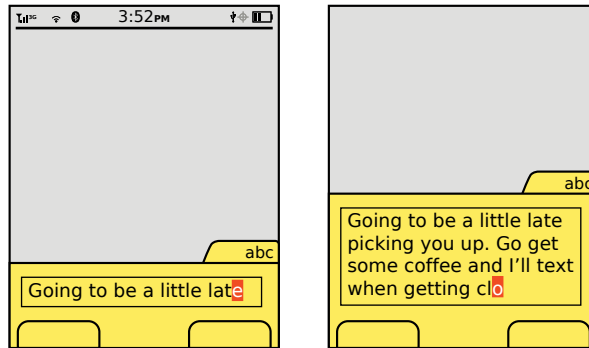 3G 3:52PM
abc
Going to be a little late
abc
Going to be a little late
picking you up. Go get
some coffee and I’ll text
when getting clo